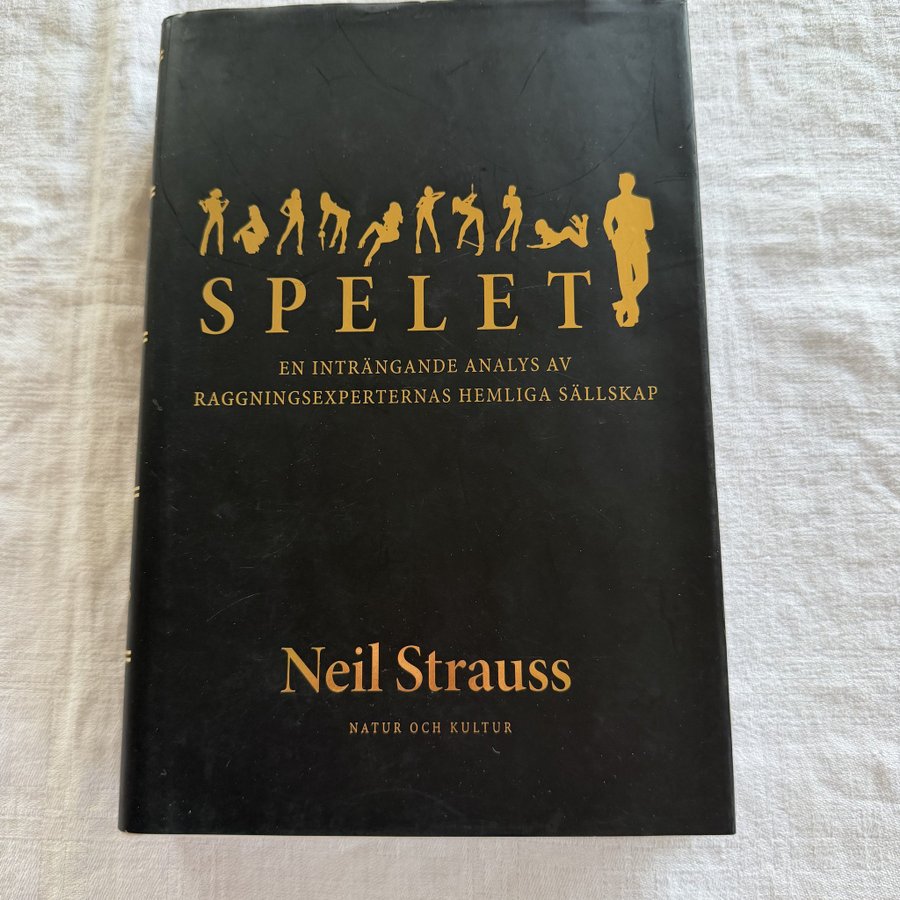 SPELET
EN INTRÄNGANDE ANALYS AV
RAGGNINGSEXPERTERNAS HEMLIGA SÄLLSKAP
Neil Strauss
NATUR OCH KULTUR